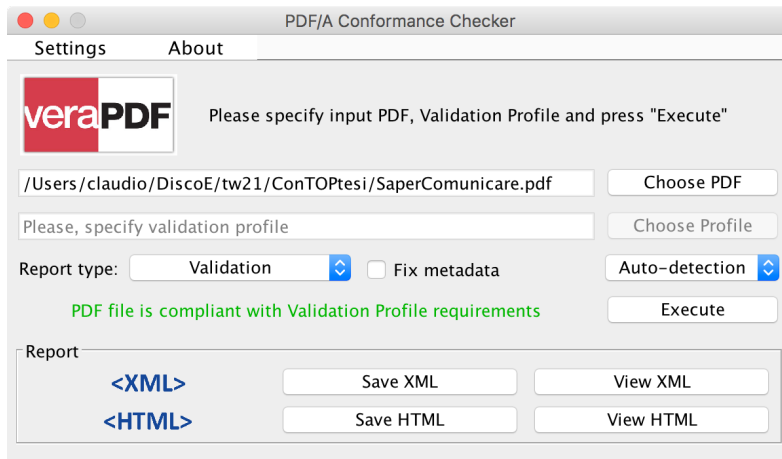 PDF/A Conformance Checker
Settings About
veraPDF Please specify input PDF, Validation Profile and press "Execute"
/Users/claudio/DiscoE/tw21/ConTOPtesi/SaperComunicare.pdf Choose PDF
Please, specify validation profile Choose Profile
Report type: Validation Fix metadata Auto-detection
PDF file is compliant with Validation Profile requirements Execute
Report
<XML> Save XML View XML
<HTML> Save HTML View HTML